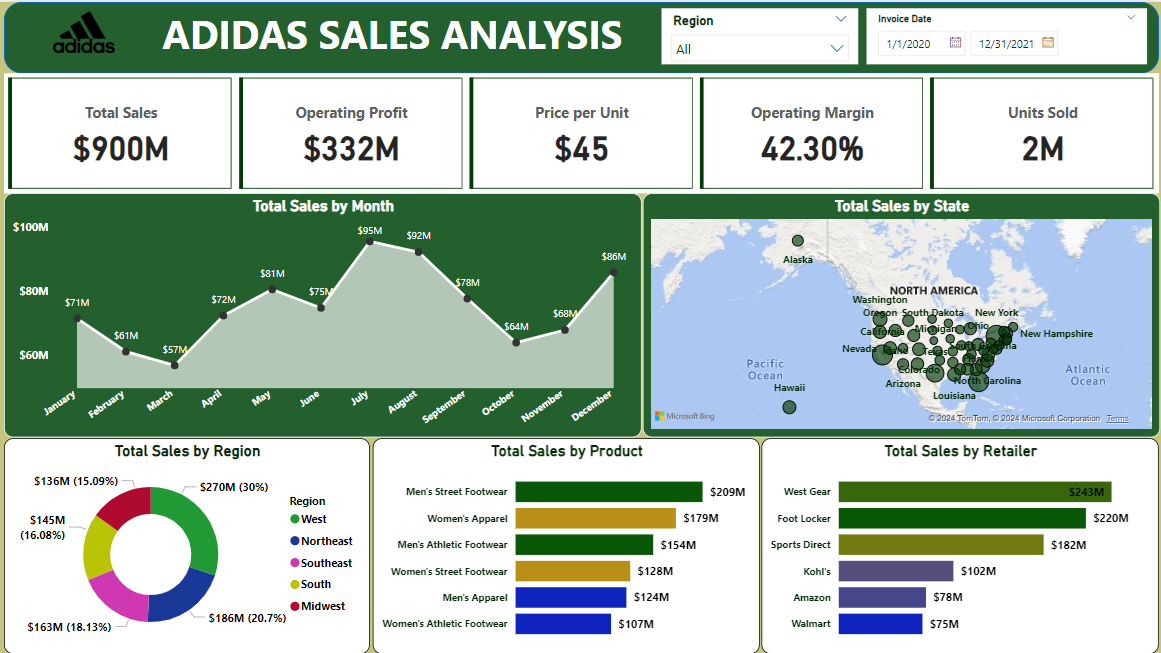 adidas
ADIDAS SALES ANALYSIS
Region
All
Invoice Date
1/1/2020
12/31/2021
Total Sales
$900M
Operating Profit
$332M
Price per Unit
$45
Operating Margin
42.30%
Units Sold
2M
Total Sales by Month
$100M
$80M
$60M
$71M
$61M
$57M
$72M
$81M
$75M
$95M
$92M
$78M
$64M
$68M
$86M
January
February
March
April
May
June
July
August
September
October
November
December
Total Sales by State
Alaska
NORTH AMERICA
Washington
Oregon
South Dakota
New York
California
Michigan
Ohio
New Hampshire
Nevada
Idaho
Texas
Colorado
Arizona
North Carolina
Louisiana
Pacific
Ocean
Atlantic
Ocean
Hawaii
Microsoft Bing
© 2024 TomTom, © 2024 Microsoft Corporation Terms
Total Sales by Region
$136M (15.09%)
$270M (30%)
$145M
(16.08%)
$163M (18.13%)
$186M (20.7%)
Region
West
Northeast
Southeast
South
Midwest
Total Sales by Product
Men's Street Footwear $209M
Women's Apparel $179M
Men's Athletic Footwear $154M
Women's Street Footwear $128M
Men's Apparel $124M
Women's Athletic Footwear $107M
Total Sales by Retailer
West Gear $243M
Foot Locker $220M
Sports Direct $182M
Kohl's $102M
Amazon $78M
Walmart $75M